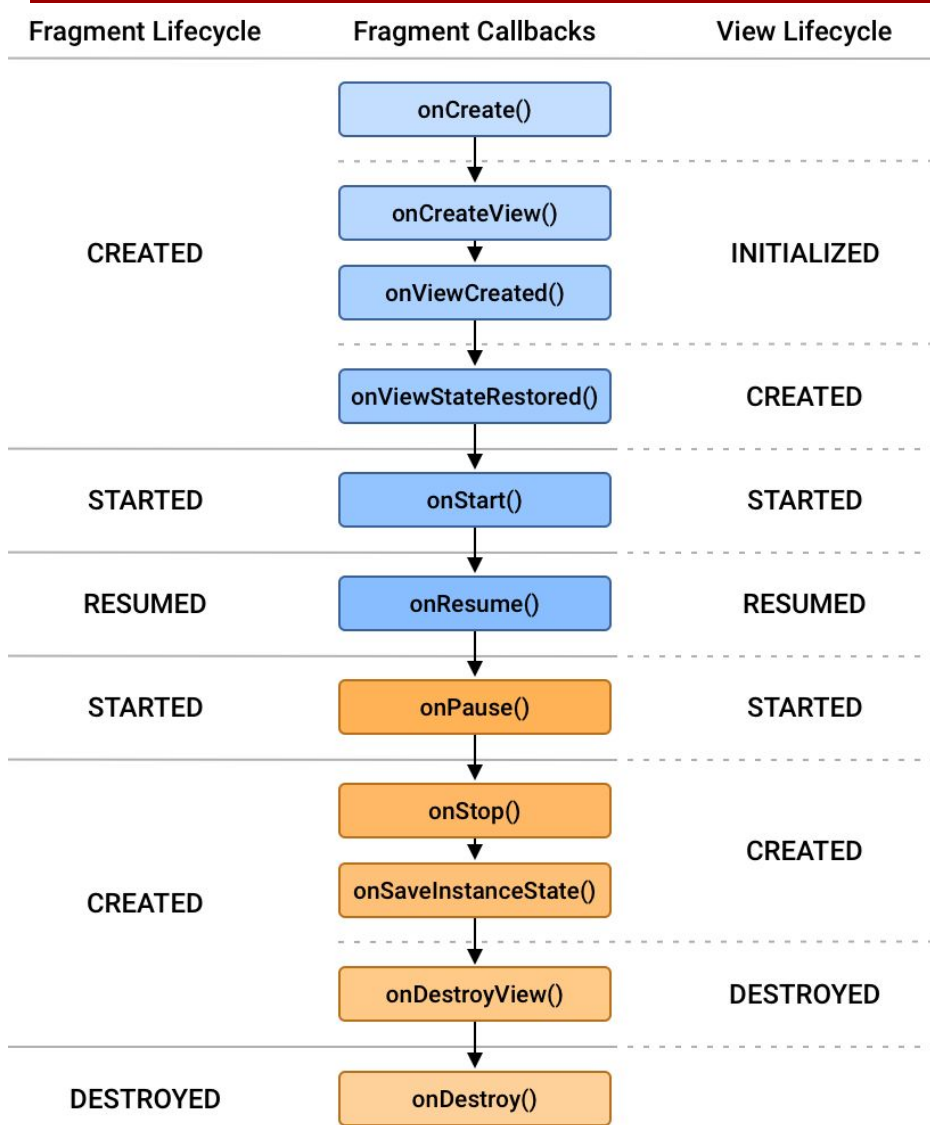 Fragment Lifecycle Fragment Callbacks View Lifecycle
onCreate()
onCreateView()
CREATED INITIALIZED
onViewCreated()
onViewStateRestored() CREATED
STARTED onStart() STARTED
RESUMED onResume() RESUMED
STARTED onPause() STARTED
onStop()
CREATED
onSaveInstanceState()
CREATED
onDestroyView() DESTROYED
DESTROYED onDestroy()